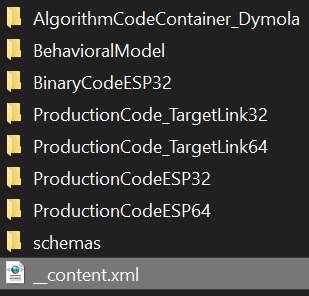 AlgorithmCodeContainer_Dymola
BehavioralModel
BinaryCodeESP32
ProductionCode_TargetLink32
ProductionCode_TargetLink64
ProductionCodeESP32
ProductionCodeESP64
schemas
__content.xml